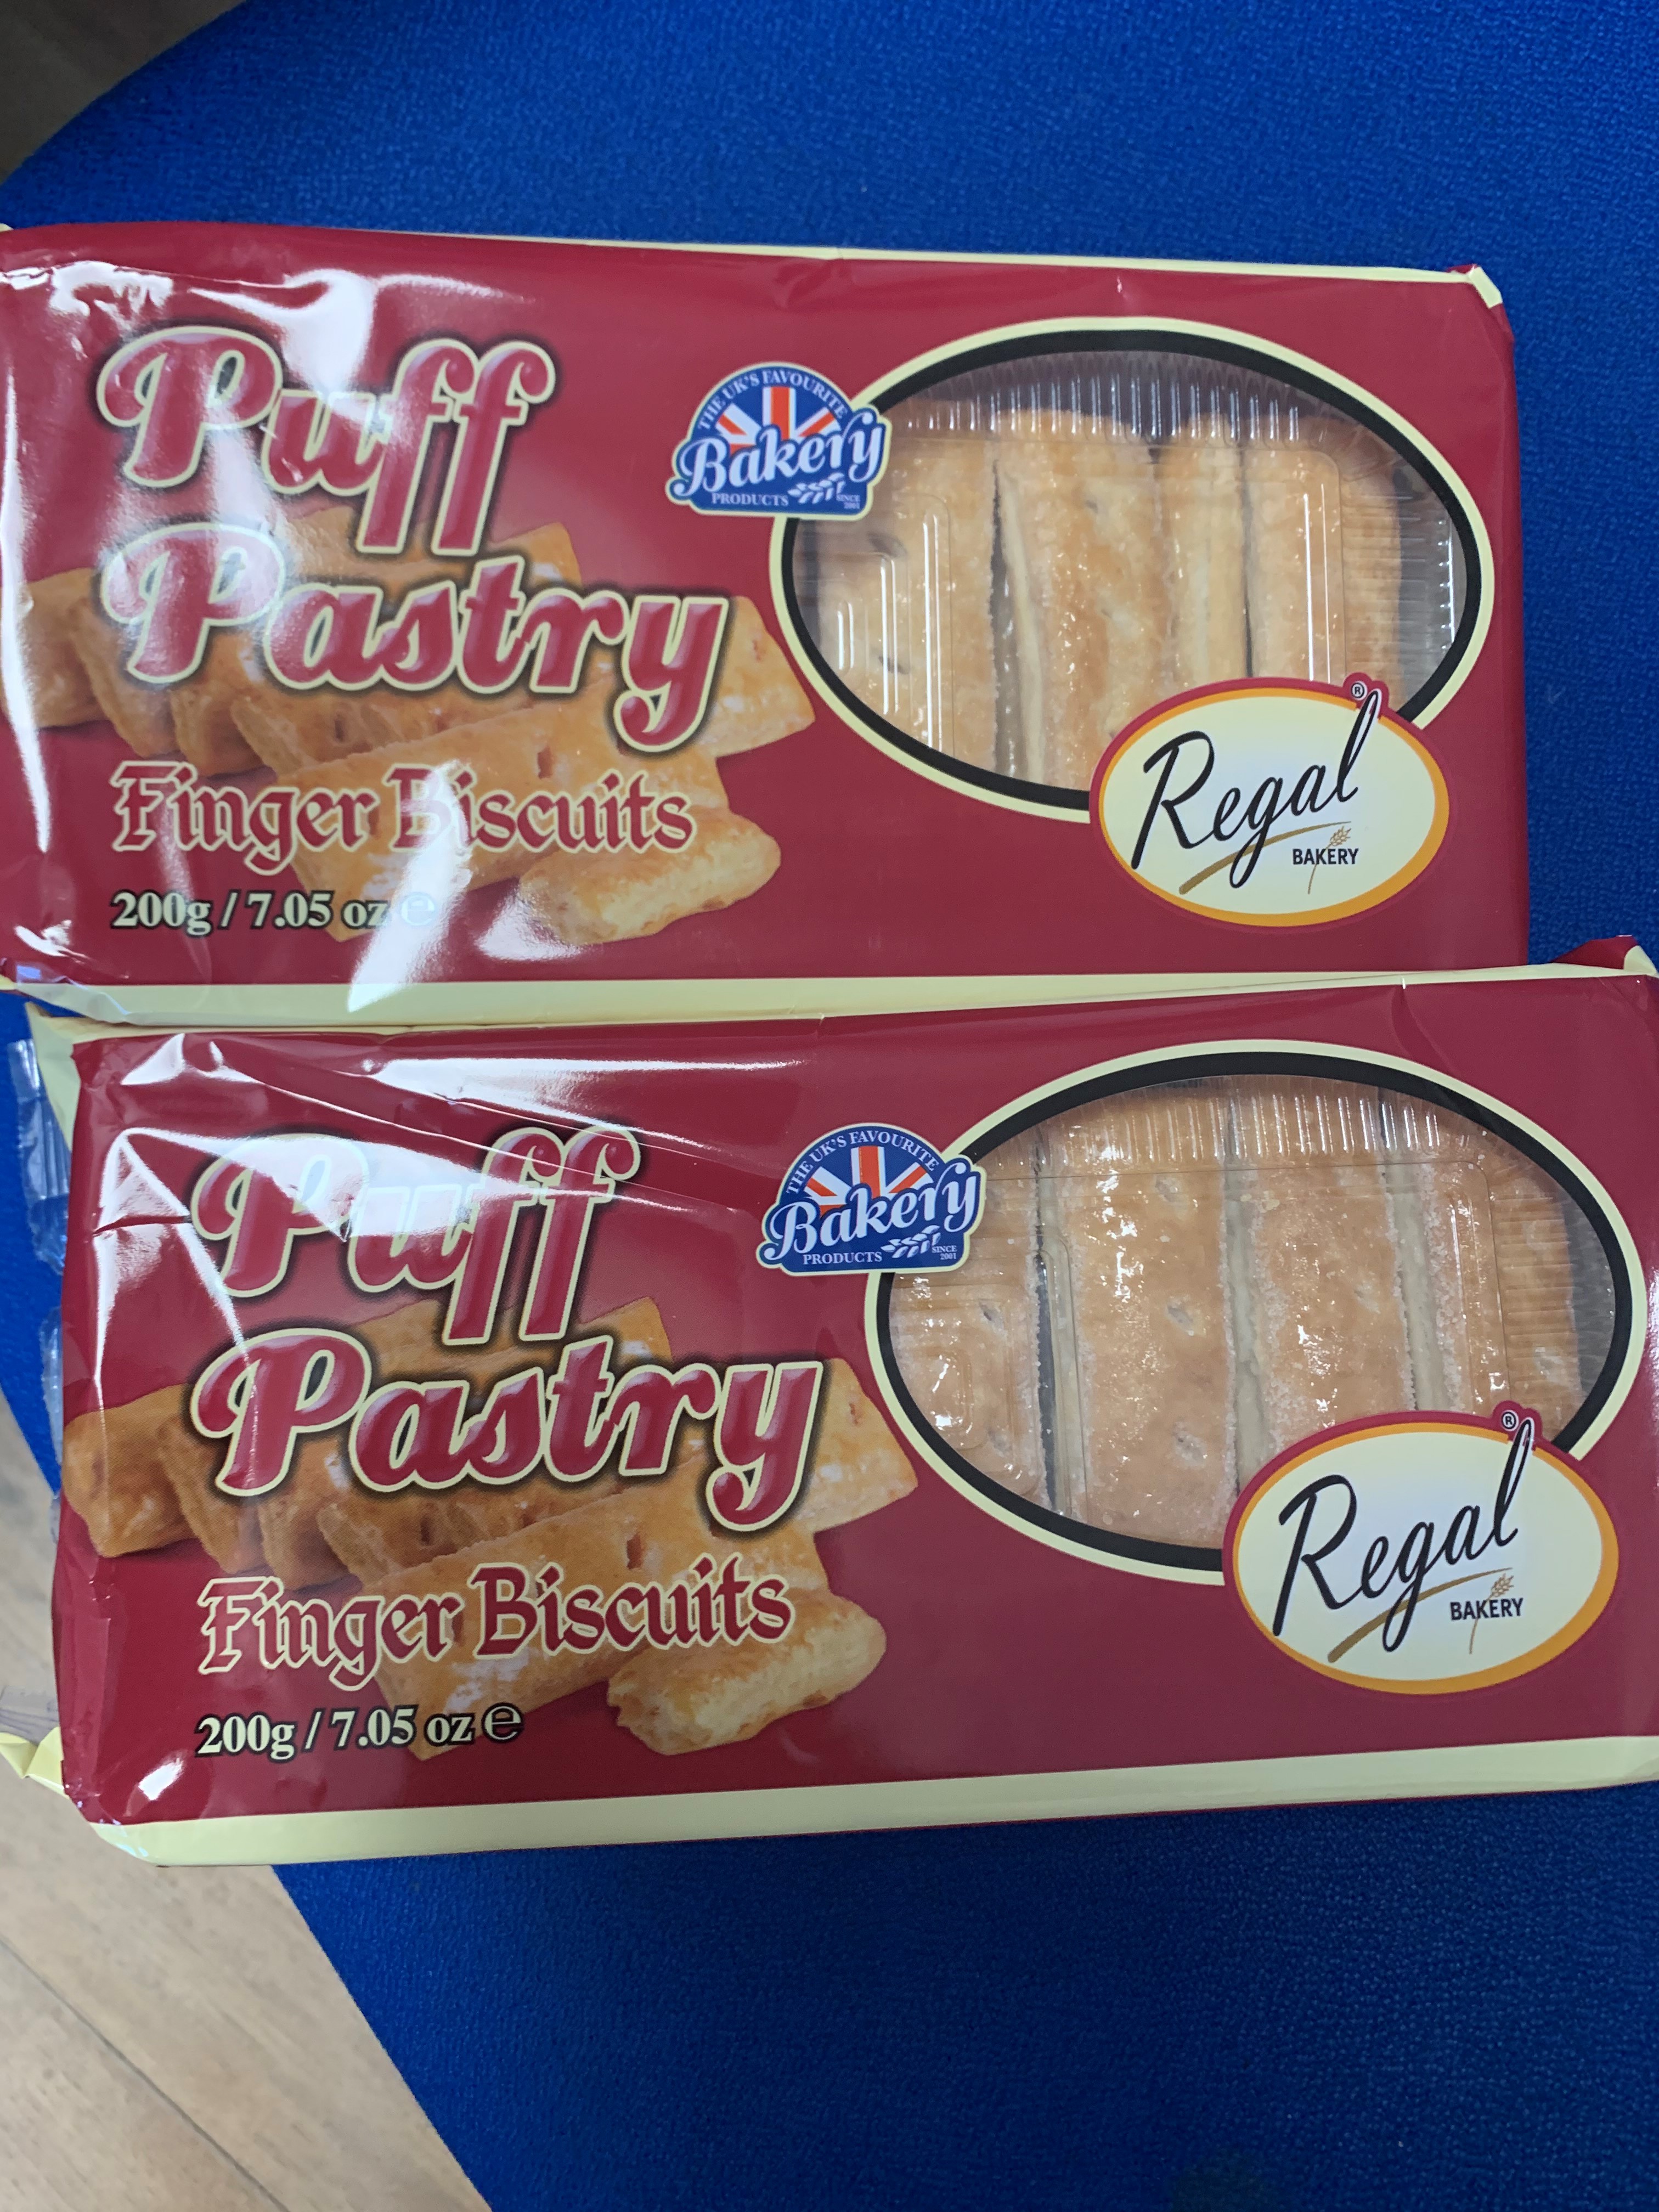 Puff
Pastry
Finger Biscuits
200g / 7.05 oz e
THE UK'S FAVOURITE
Bakery
PRODUCTS
SINCE
2001
Regal®
BAKERY
Puff
Pastry
Finger Biscuits
200g / 7.05 oz e
THE UK'S FAVOURITE
Bakery
PRODUCTS
SINCE
2001
Regal®
BAKERY